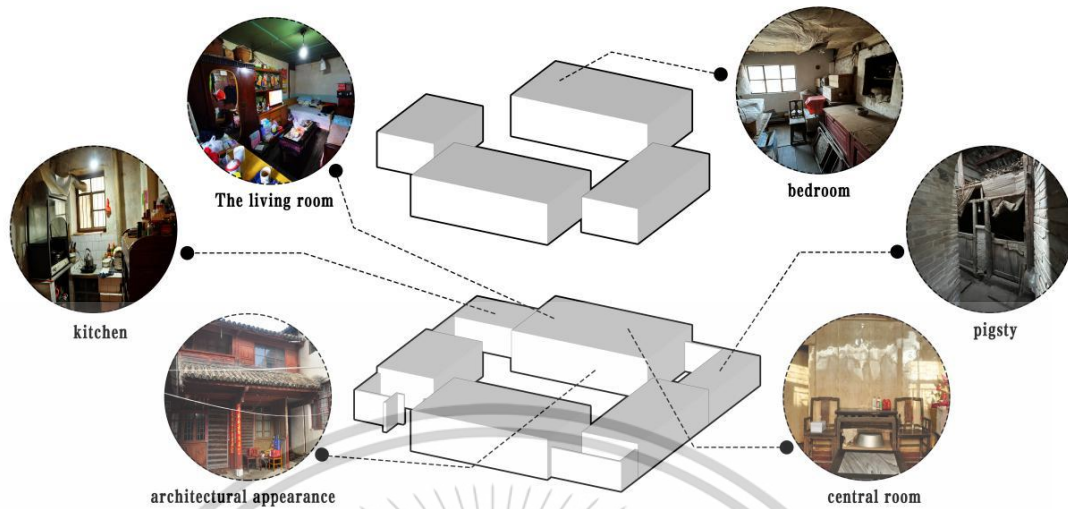 The living room
bedroom
kitchen
pigsty
architectural appearance
central room